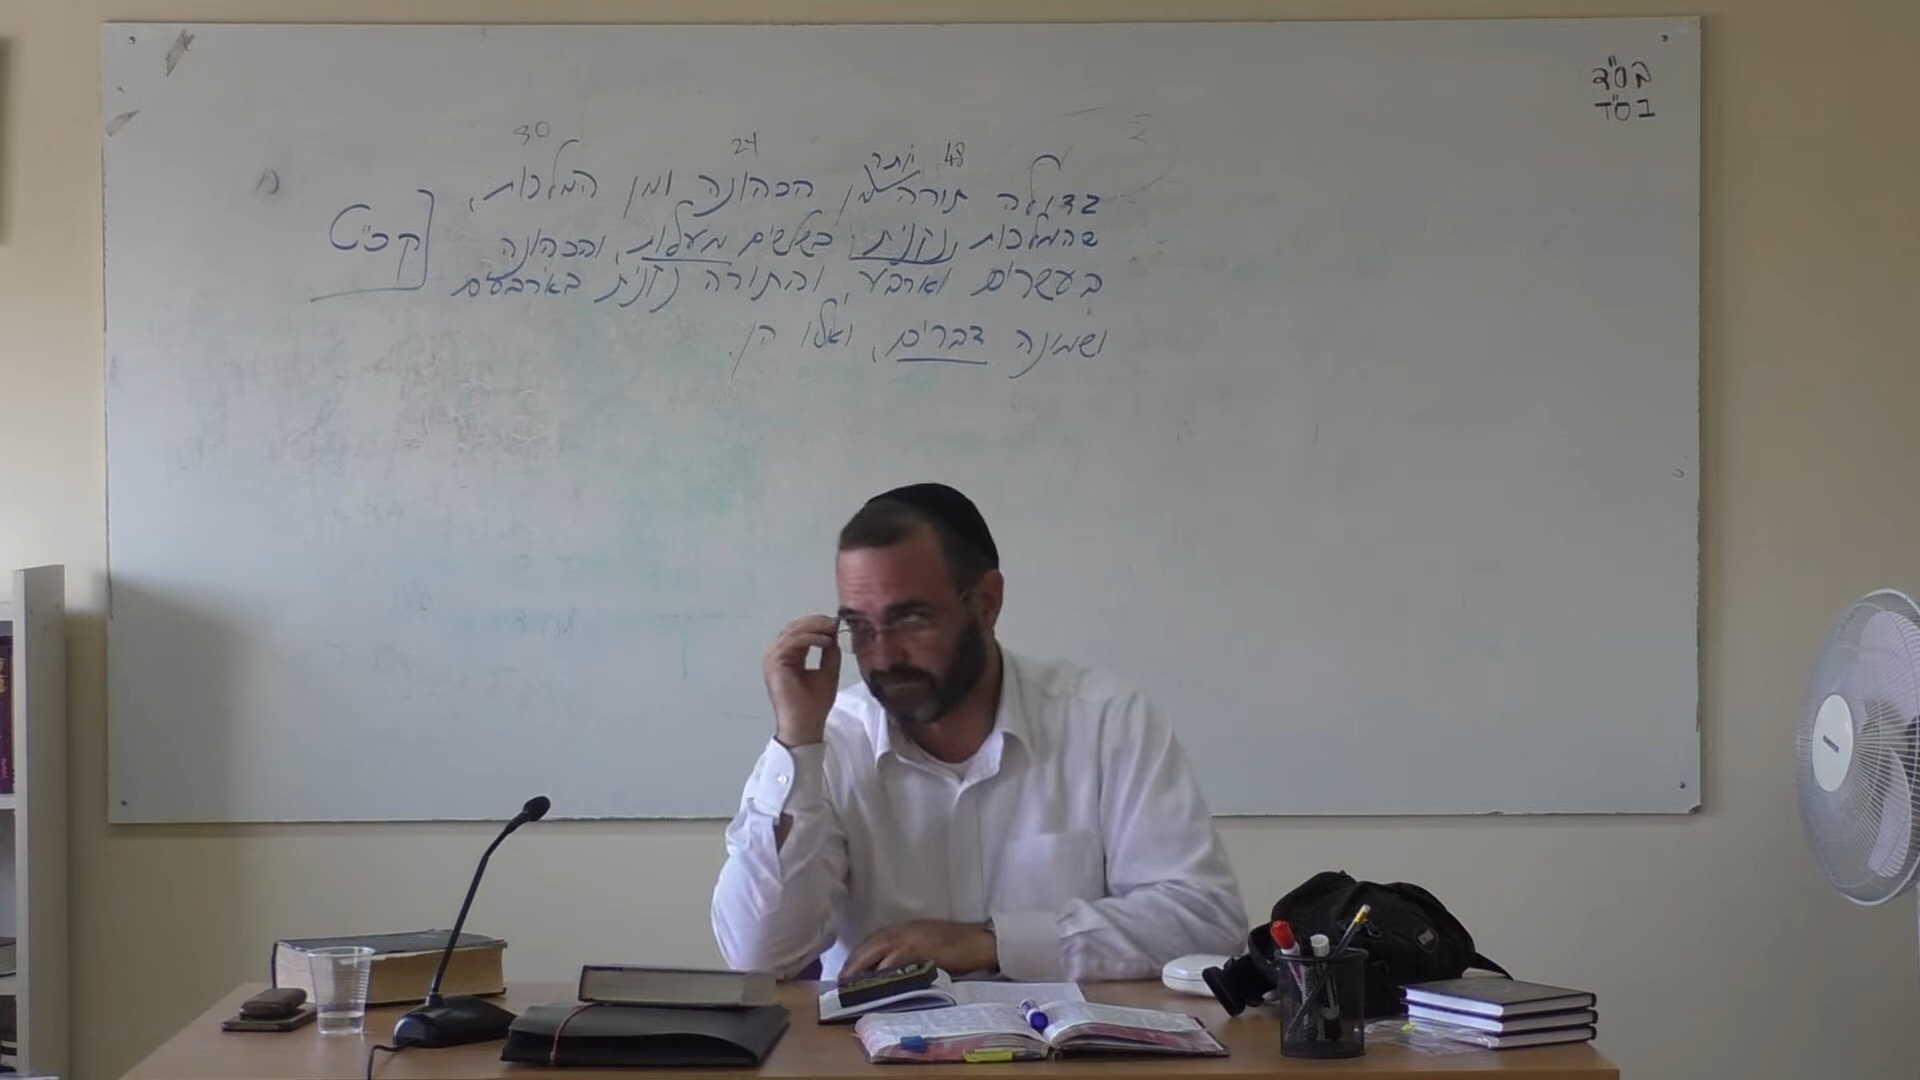 בס"ד
בס"ד
30
24
48
יותר
גדולה תורה מן הכהונה ומן המלכות,
שהמלכות נקנית בשלשים מעלות, והכהונה
בעשרים וארבע, והתורה נקנית בארבעים
ושמונה דברים, ואלו הן.